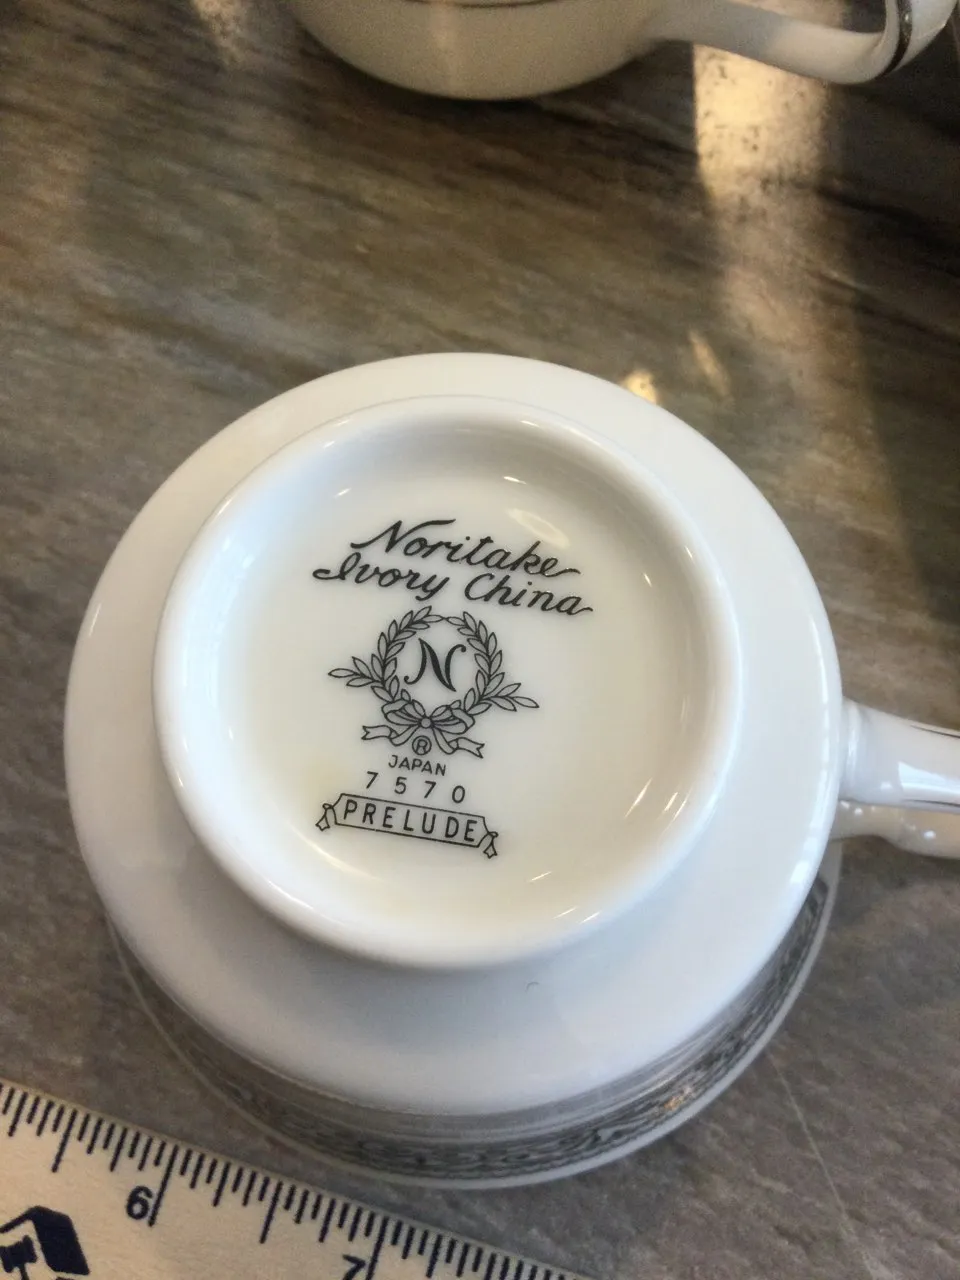 Noritake
Ivory China
N
®
JAPAN
7570
PRELUDE
6
7